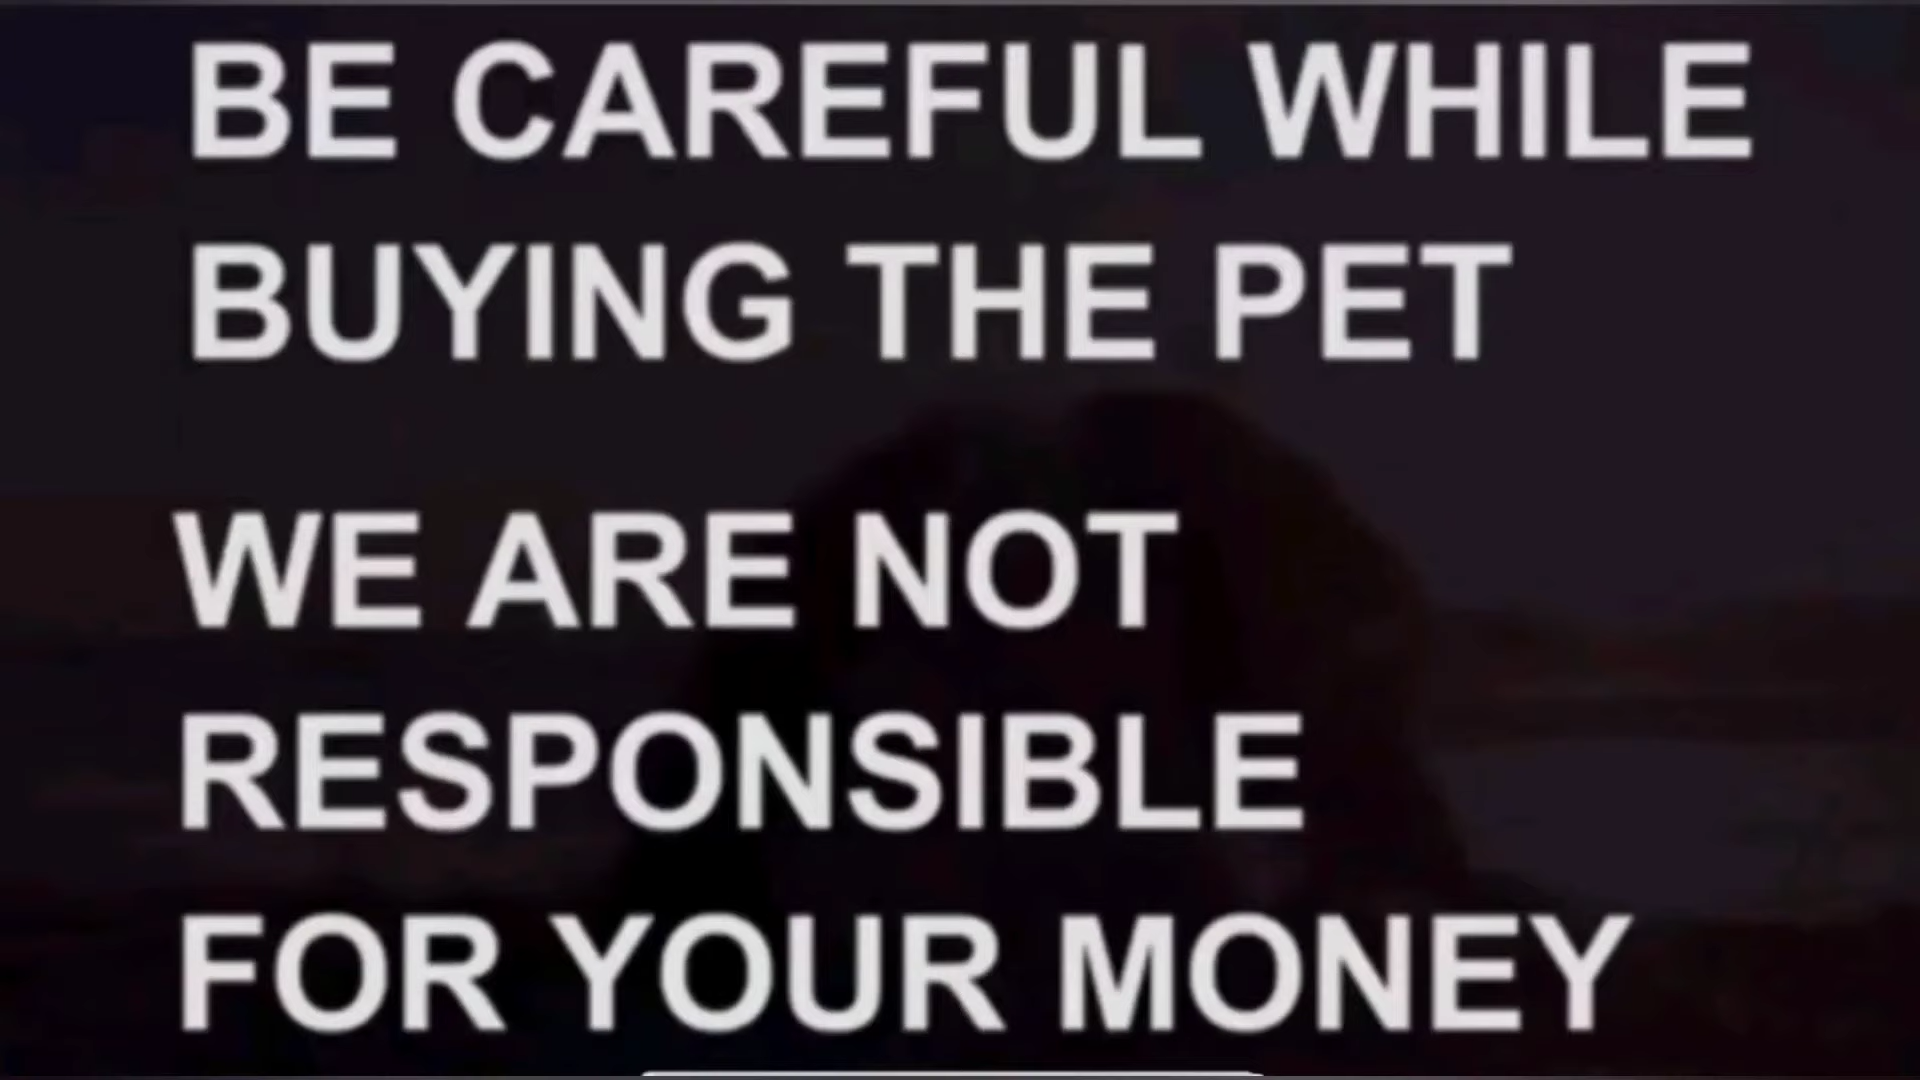 BE CAREFUL WHILE
BUYING THE PET
WE ARE NOT
RESPONSIBLE
FOR YOUR MONEY